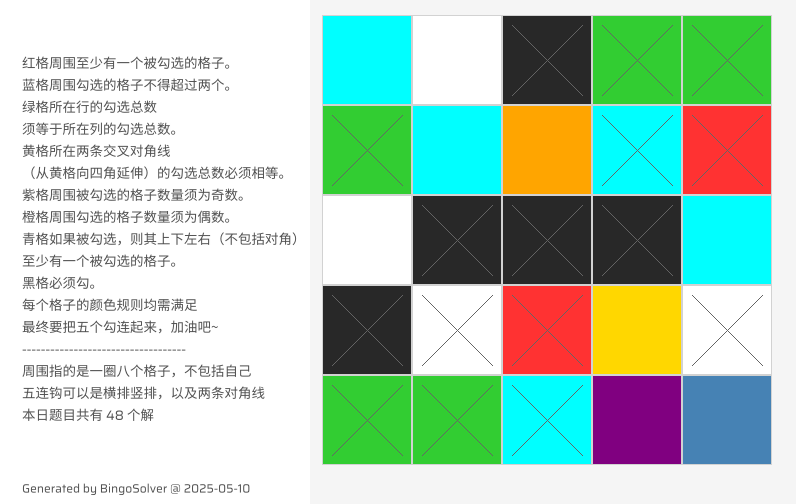 红格周围至少有一个被勾选的格子。
蓝格周围勾选的格子不得超过两个。
绿格所在行的勾选总数
须等于所在列的勾选总数。
黄格所在两条交叉对角线
（从黄格向四角延伸）的勾选总数必须相等。
紫格周围被勾选的格子数量须为奇数。
橙格周围勾选的格子数量须为偶数。
青格如果被勾选，则其上下左右（不包括对角）
至少有一个被勾选的格子。
黑格必须勾。
每个格子的颜色规则均需满足
最终要把五个勾连起来，加油吧~
-----------------------------------
周围指的是一圈八个格子，不包括自己
五连钩可以是横排竖排，以及两条对角线
本日题目共有 48 个解
Generated by BingoSolver @ 2025-05-10